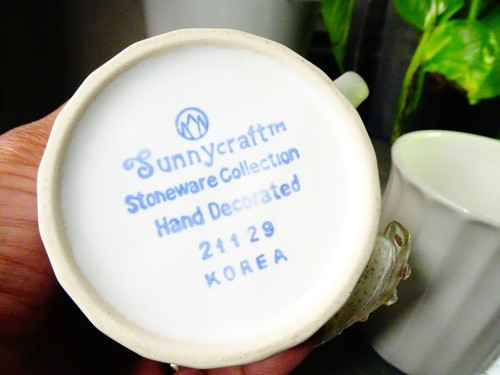 Sunnycraft™
Stoneware Collection
Hand Decorated
21129
KOREA